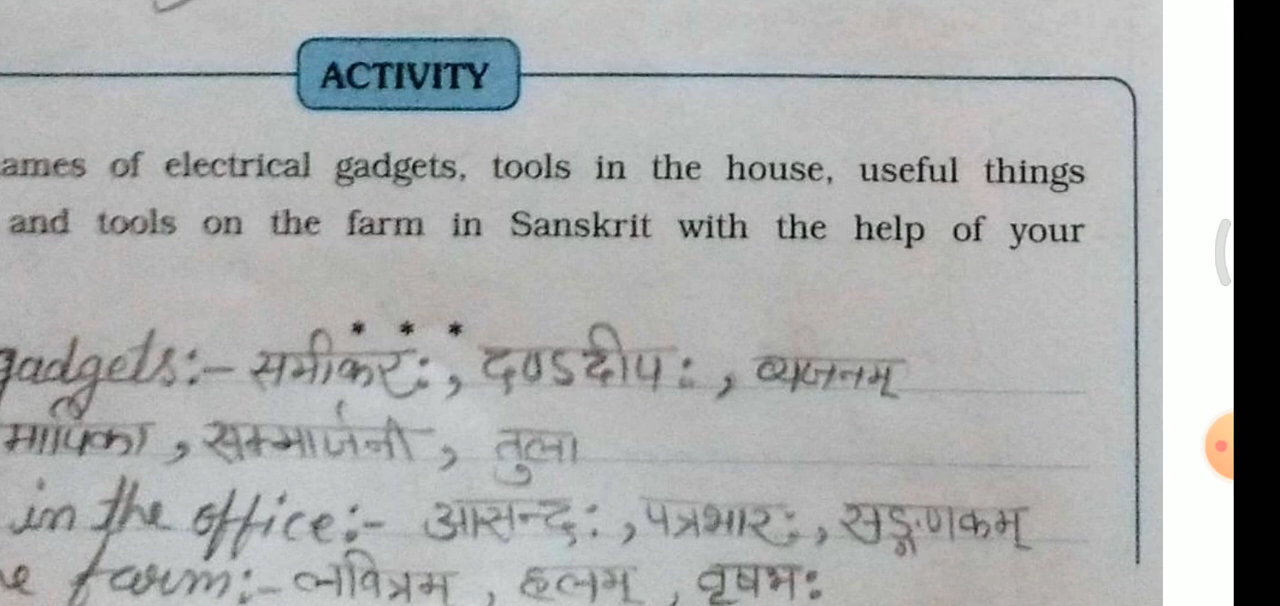 ACTIVITY
ames of electrical gadgets, tools in the house, useful things
and tools on the farm in Sanskrit with the help of your
* * *
gadgets:- समीकरः, दण्डदीपः, व्यजनम्
मापिका, सम्मार्जनी, तुला
in the office:- आसन्दः, पत्रभारः, सङ्गणकम्
e farm:- लवित्रम, हलम, वृषभः